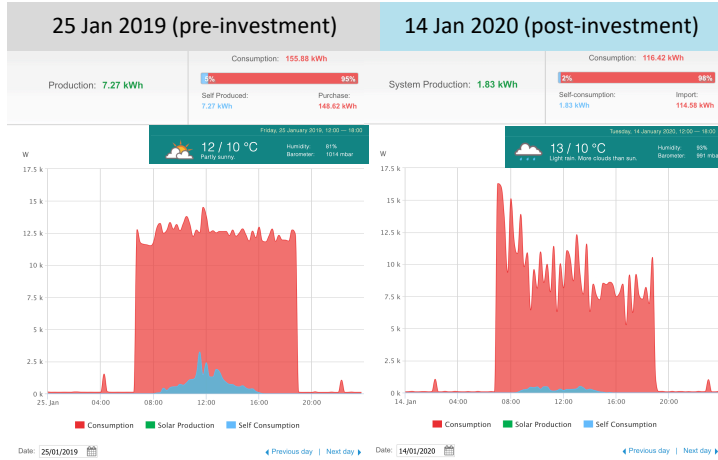 25 Jan 2019 (pre-investment)
14 Jan 2020 (post-investment)
Production: 7.27 kWh
Consumption: 155.88 kWh
5%
95%
Self Produced:
7.27 kWh
Purchase:
148.62 kWh
System Production: 1.83 kWh
Consumption: 116.42 kWh
2%
98%
Self-consumption:
1.83 kWh
Import:
114.58 kWh
Friday, 25 January 2019, 12:00 — 18:00
12 / 10 °C
Partly sunny.
Humidity: 81%
Barometer: 1014 mbar
W
17.5 k
15 k
12.5 k
10 k
7.5 k
5 k
2.5 k
0 k
25. Jan
04:00
08:00
12:00
16:00
20:00
Consumption
Solar Production
Self Consumption
Date: 25/01/2019
Previous day | Next day
Tuesday, 14 January 2020, 12:00 — 18:00
13 / 10 °C
Light rain. More clouds than sun.
Humidity: 93%
Barometer: 991 mbar
W
17.5 k
15 k
12.5 k
10 k
7.5 k
5 k
2.5 k
0 k
14. Jan
04:00
08:00
12:00
16:00
20:00
Consumption
Solar Production
Self Consumption
Date: 14/01/2020
Previous day | Next day